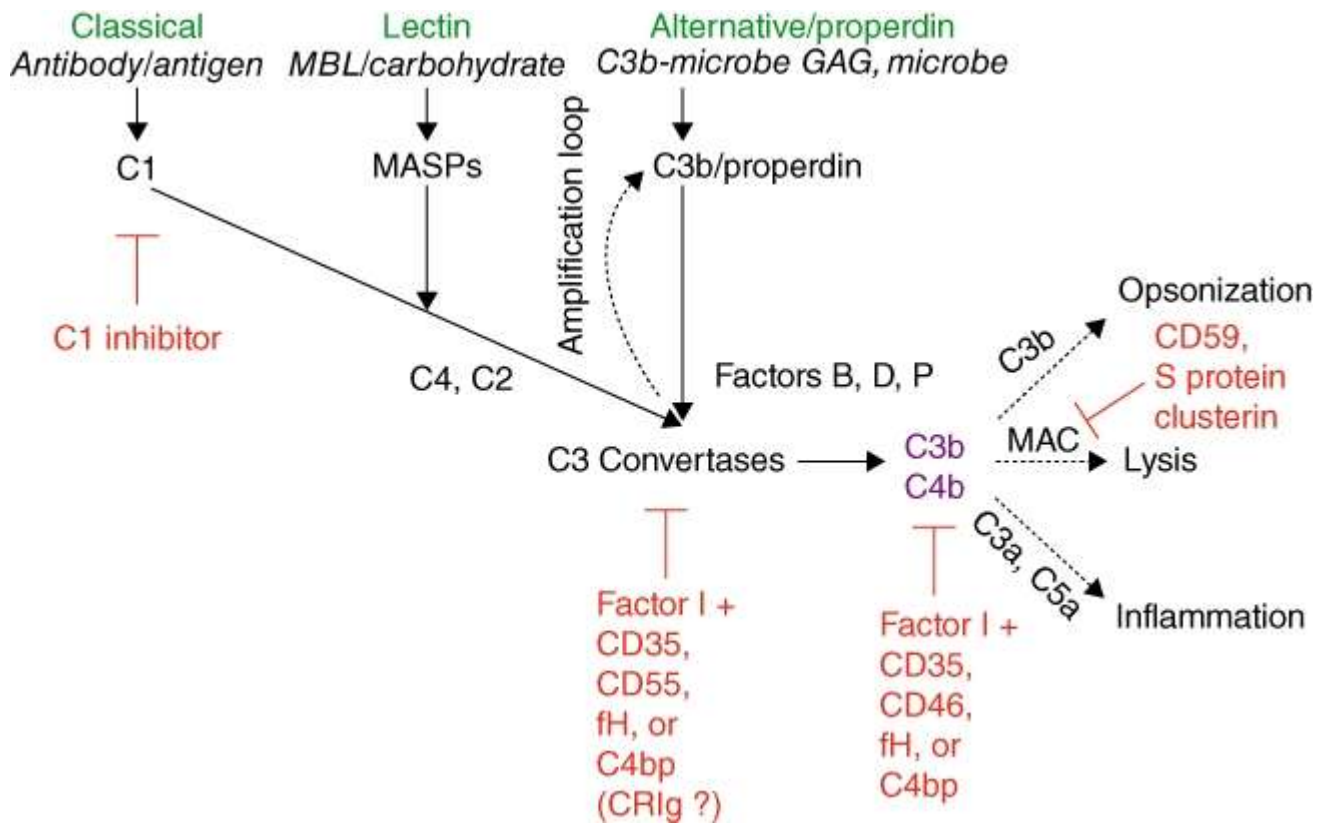 Classical
Antibody/antigen
Lectin
MBL/carbohydrate
Alternative/properdin
C3b-microbe GAG, microbe
C1
MASPs
C3b/properdin
Amplification loop
C1 inhibitor
C4, C2
Factors B, D, P
C3 Convertases
C3b
C4b
C3b
MAC
C3a, C5a
Opsonization
CD59,
S protein
clusterin
Lysis
Inflammation
Factor I +
CD35,
CD55,
fH, or
C4bp
(CRIg ?)
Factor I +
CD35,
CD46,
fH, or
C4bp